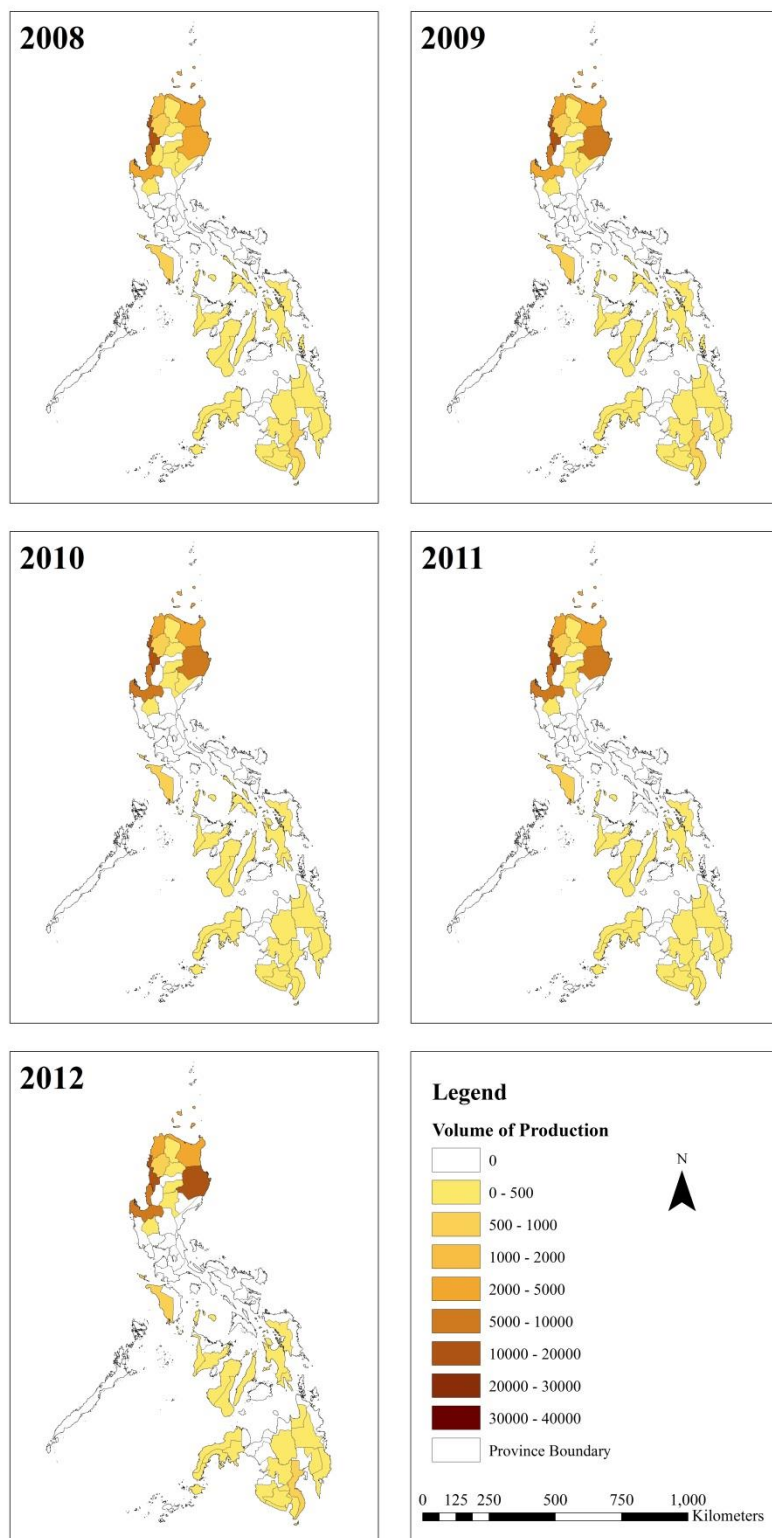 2008
2009
2010
2011
2012
Legend
Volume of Production
0
0 - 500
500 - 1000
1000 - 2000
2000 - 5000
5000 - 10000
10000 - 20000
20000 - 30000
30000 - 40000
Province Boundary
N
0 125 250 500 750 1,000
Kilometers